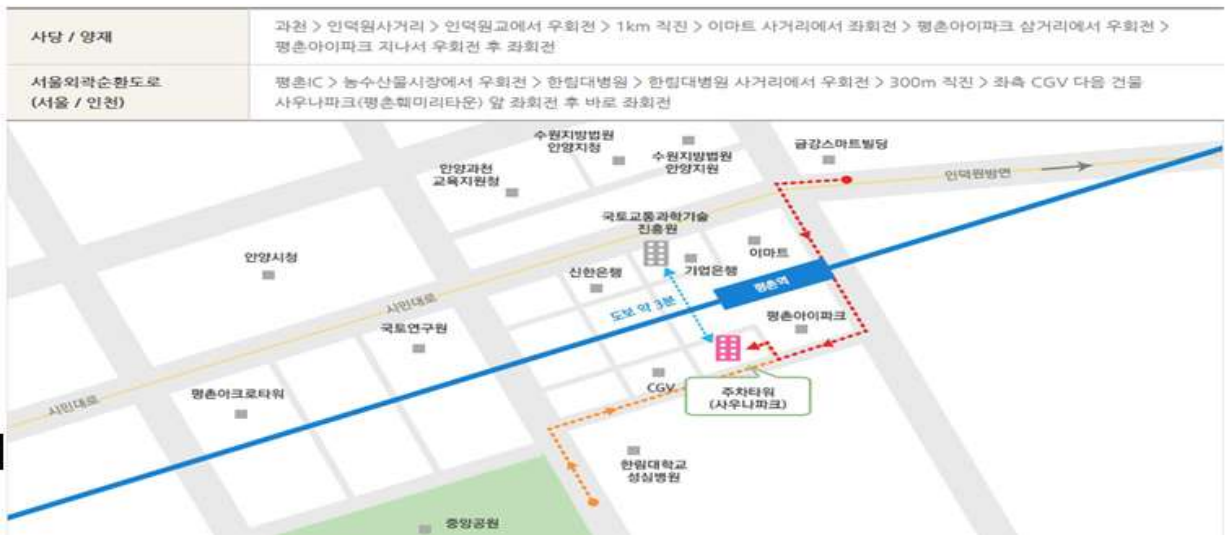 사당 / 양재
과천 > 인덕원사거리 > 인덕원교에서 우회전 > 1km 직진 > 이마트 사거리에서 좌회전 > 평촌아이파크 삼거리에서 우회전 >
평촌아이파크 지나서 우회전 후 좌회전
서울외곽순환도로
(서울 / 인천)
평촌IC > 농수산물시장에서 우회전 > 한림대병원 > 한림대병원 사거리에서 우회전 > 300m 직진 > 좌측 CGV 다음 건물
사우나파크(평촌훼미리타운) 앞 좌회전 후 바로 좌회전
수원지방법원
안양지청
수원지방법원
안양지원
금강스마트빌딩
안양과천
교육지원청
인덕원방면
국토교통과학기술
진흥원
이마트
안양시청
신한은행
기업은행
평촌역
시민대로
도보 약 3분
평촌아이파크
국토연구원
CGV
주차타워
(사우나파크)
평촌아크로타워
시민대로
한림대학교
성심병원
중앙공원